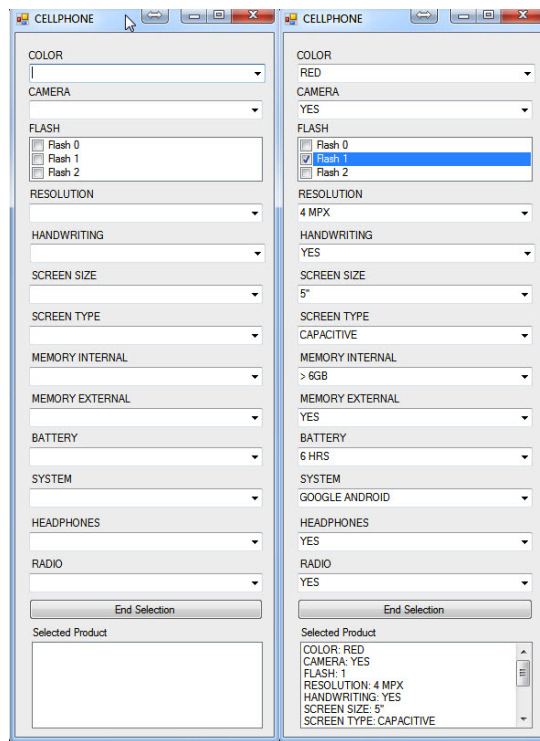 CELLPHONE
COLOR
CAMERA
FLASH
Flash 0
Flash 1
Flash 2
RESOLUTION
HANDWRITING
SCREEN SIZE
SCREEN TYPE
MEMORY INTERNAL
MEMORY EXTERNAL
BATTERY
SYSTEM
HEADPHONES
RADIO
End Selection
Selected Product
CELLPHONE
COLOR
RED
CAMERA
YES
FLASH
Flash 0
Flash 1
Flash 2
RESOLUTION
4 MPX
HANDWRITING
YES
SCREEN SIZE
5"
SCREEN TYPE
CAPACITIVE
MEMORY INTERNAL
> 6GB
MEMORY EXTERNAL
YES
BATTERY
6 HRS
SYSTEM
GOOGLE ANDROID
HEADPHONES
YES
RADIO
YES
End Selection
Selected Product
COLOR: RED
CAMERA: YES
FLASH: 1
RESOLUTION: 4 MPX
HANDWRITING: YES
SCREEN SIZE: 5"
SCREEN TYPE: CAPACITIVE